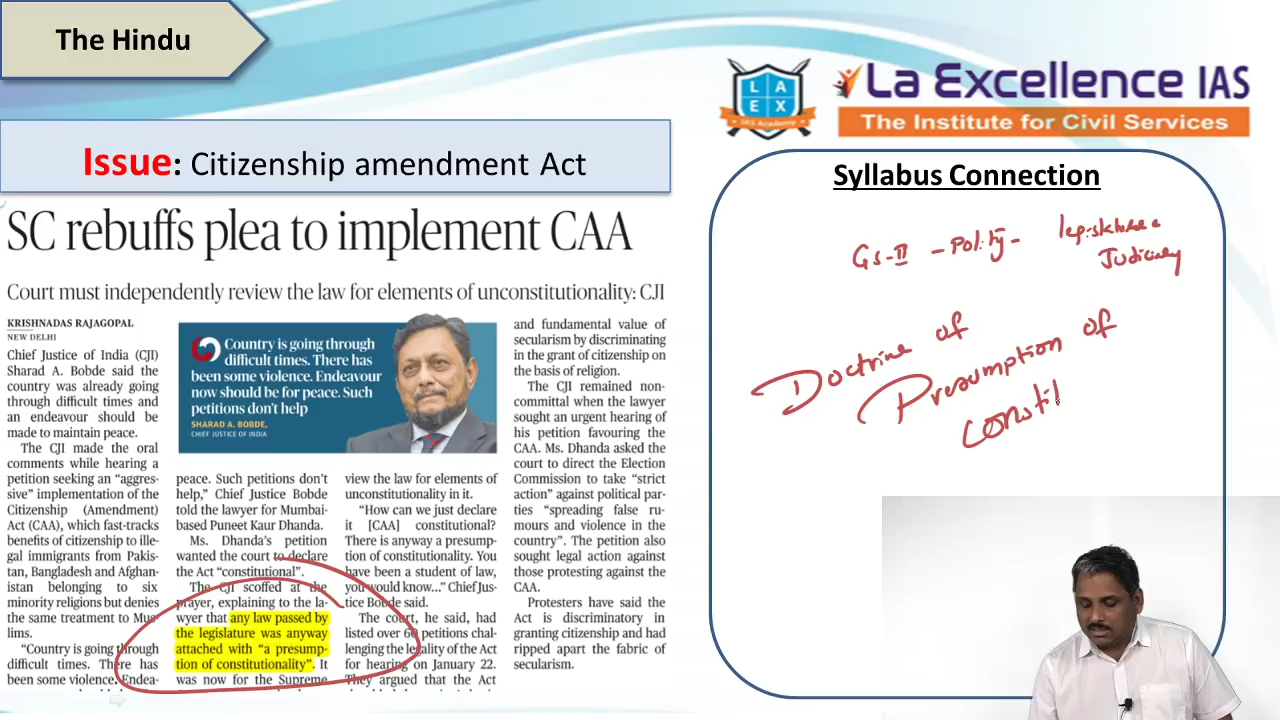 The Hindu
LA
EX
IAS Academy
La Excellence IAS
The Institute for Civil Services
Issue: Citizenship amendment Act
SC rebuffs plea to implement CAA
Court must independently review the law for elements of unconstitutionality: CJI
KRISHNADAS RAJAGOPAL
NEW DELHI
Chief Justice of India (CJI)
Sharad A. Bobde said the
country was already going
through difficult times and
an endeavour should be
made to maintain peace.
The CJI made the oral
comments while hearing a
petition seeking an “aggres-
sive” implementation of the
Citizenship (Amendment)
Act (CAA), which fast-tracks
benefits of citizenship to ille-
gal immigrants from Pakis-
tan, Bangladesh and Afghan-
istan belonging to six
minority religions but denies
the same treatment to Mus-
lims.
“Country is going through
difficult times. There has
been some violence. Endea-
Country is going through
difficult times. There has
been some violence. Endeavour
now should be for peace. Such
petitions don't help
SHARAD A. BOBDE,
CHIEF JUSTICE OF INDIA
peace. Such petitions don't
help,” Chief Justice Bobde
told the lawyer for Mumbai-
based Puneet Kaur Dhanda.
Ms. Dhanda's petition
wanted the court to declare
the Act “constitutional”.
The CJI scoffed at the
prayer, explaining to the la-
wyer that any law passed by
the legislature was anyway
attached with “a presump-
tion of constitutionality”. It
was now for the Supreme
view the law for elements of
unconstitutionality in it.
“How can we just declare
it [CAA] constitutional?
There is anyway a presump-
tion of constitutionality. You
have been a student of law,
you would know...” Chief Jus-
tice Bobde said.
The court, he said, had
listed over 60 petitions chal-
lenging the legality of the Act
for hearing on January 22.
They argued that the Act
and fundamental value of
secularism by discriminating
in the grant of citizenship on
the basis of religion.
The CJI remained non-
committal when the lawyer
sought an urgent hearing of
his petition favouring the
CAA. Ms. Dhanda asked the
court to direct the Election
Commission to take “strict
action” against political par-
ties “spreading false ru-
mours and violence in the
country”. The petition also
sought legal action against
those protesting against the
CAA.
Protesters have said the
Act is discriminatory in
granting citizenship and had
ripped apart the fabric of
secularism.
Syllabus Connection
GS-II - Polity - legislature
Judiciary
Doctrine of
Presumption of
consti